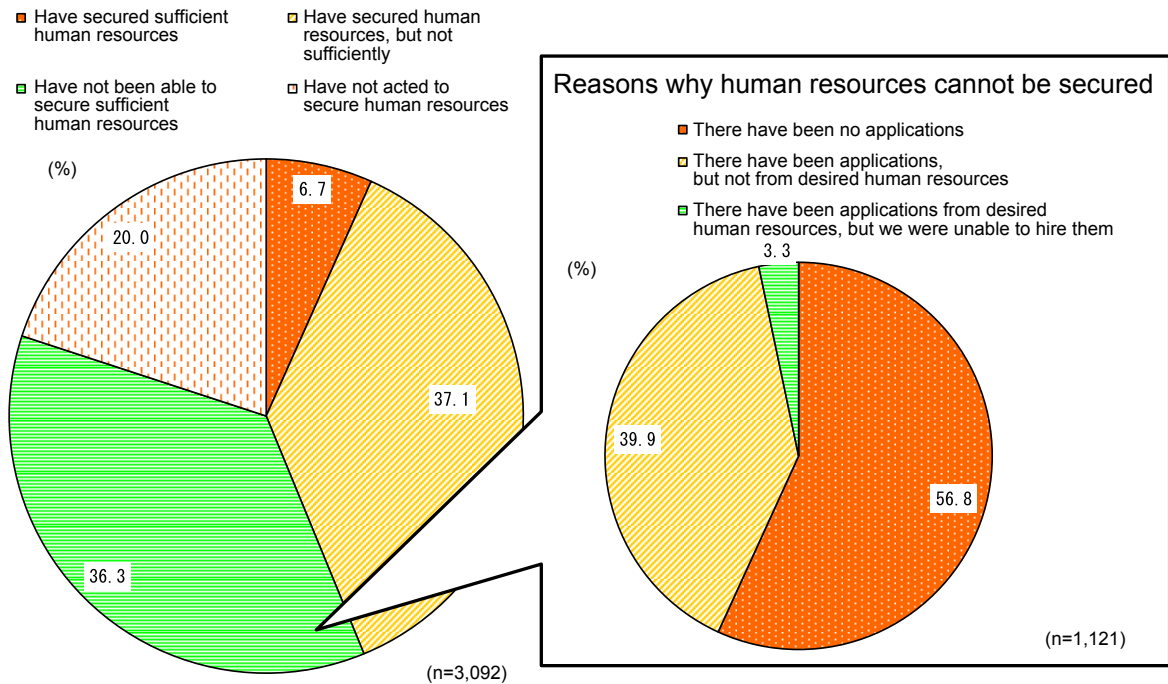 Have secured sufficient
human resources
Have secured human
resources, but not
sufficiently
Have not been able to
secure sufficient
human resources
Have not acted to
secure human resources
(%)
6.7
37.1
36.3
20.0
(n=3,092)
Reasons why human resources cannot be secured
There have been no applications
There have been applications,
but not from desired human resources
There have been applications from desired
human resources, but we were unable to hire them
(%)
3.3
39.9
56.8
(n=1,121)